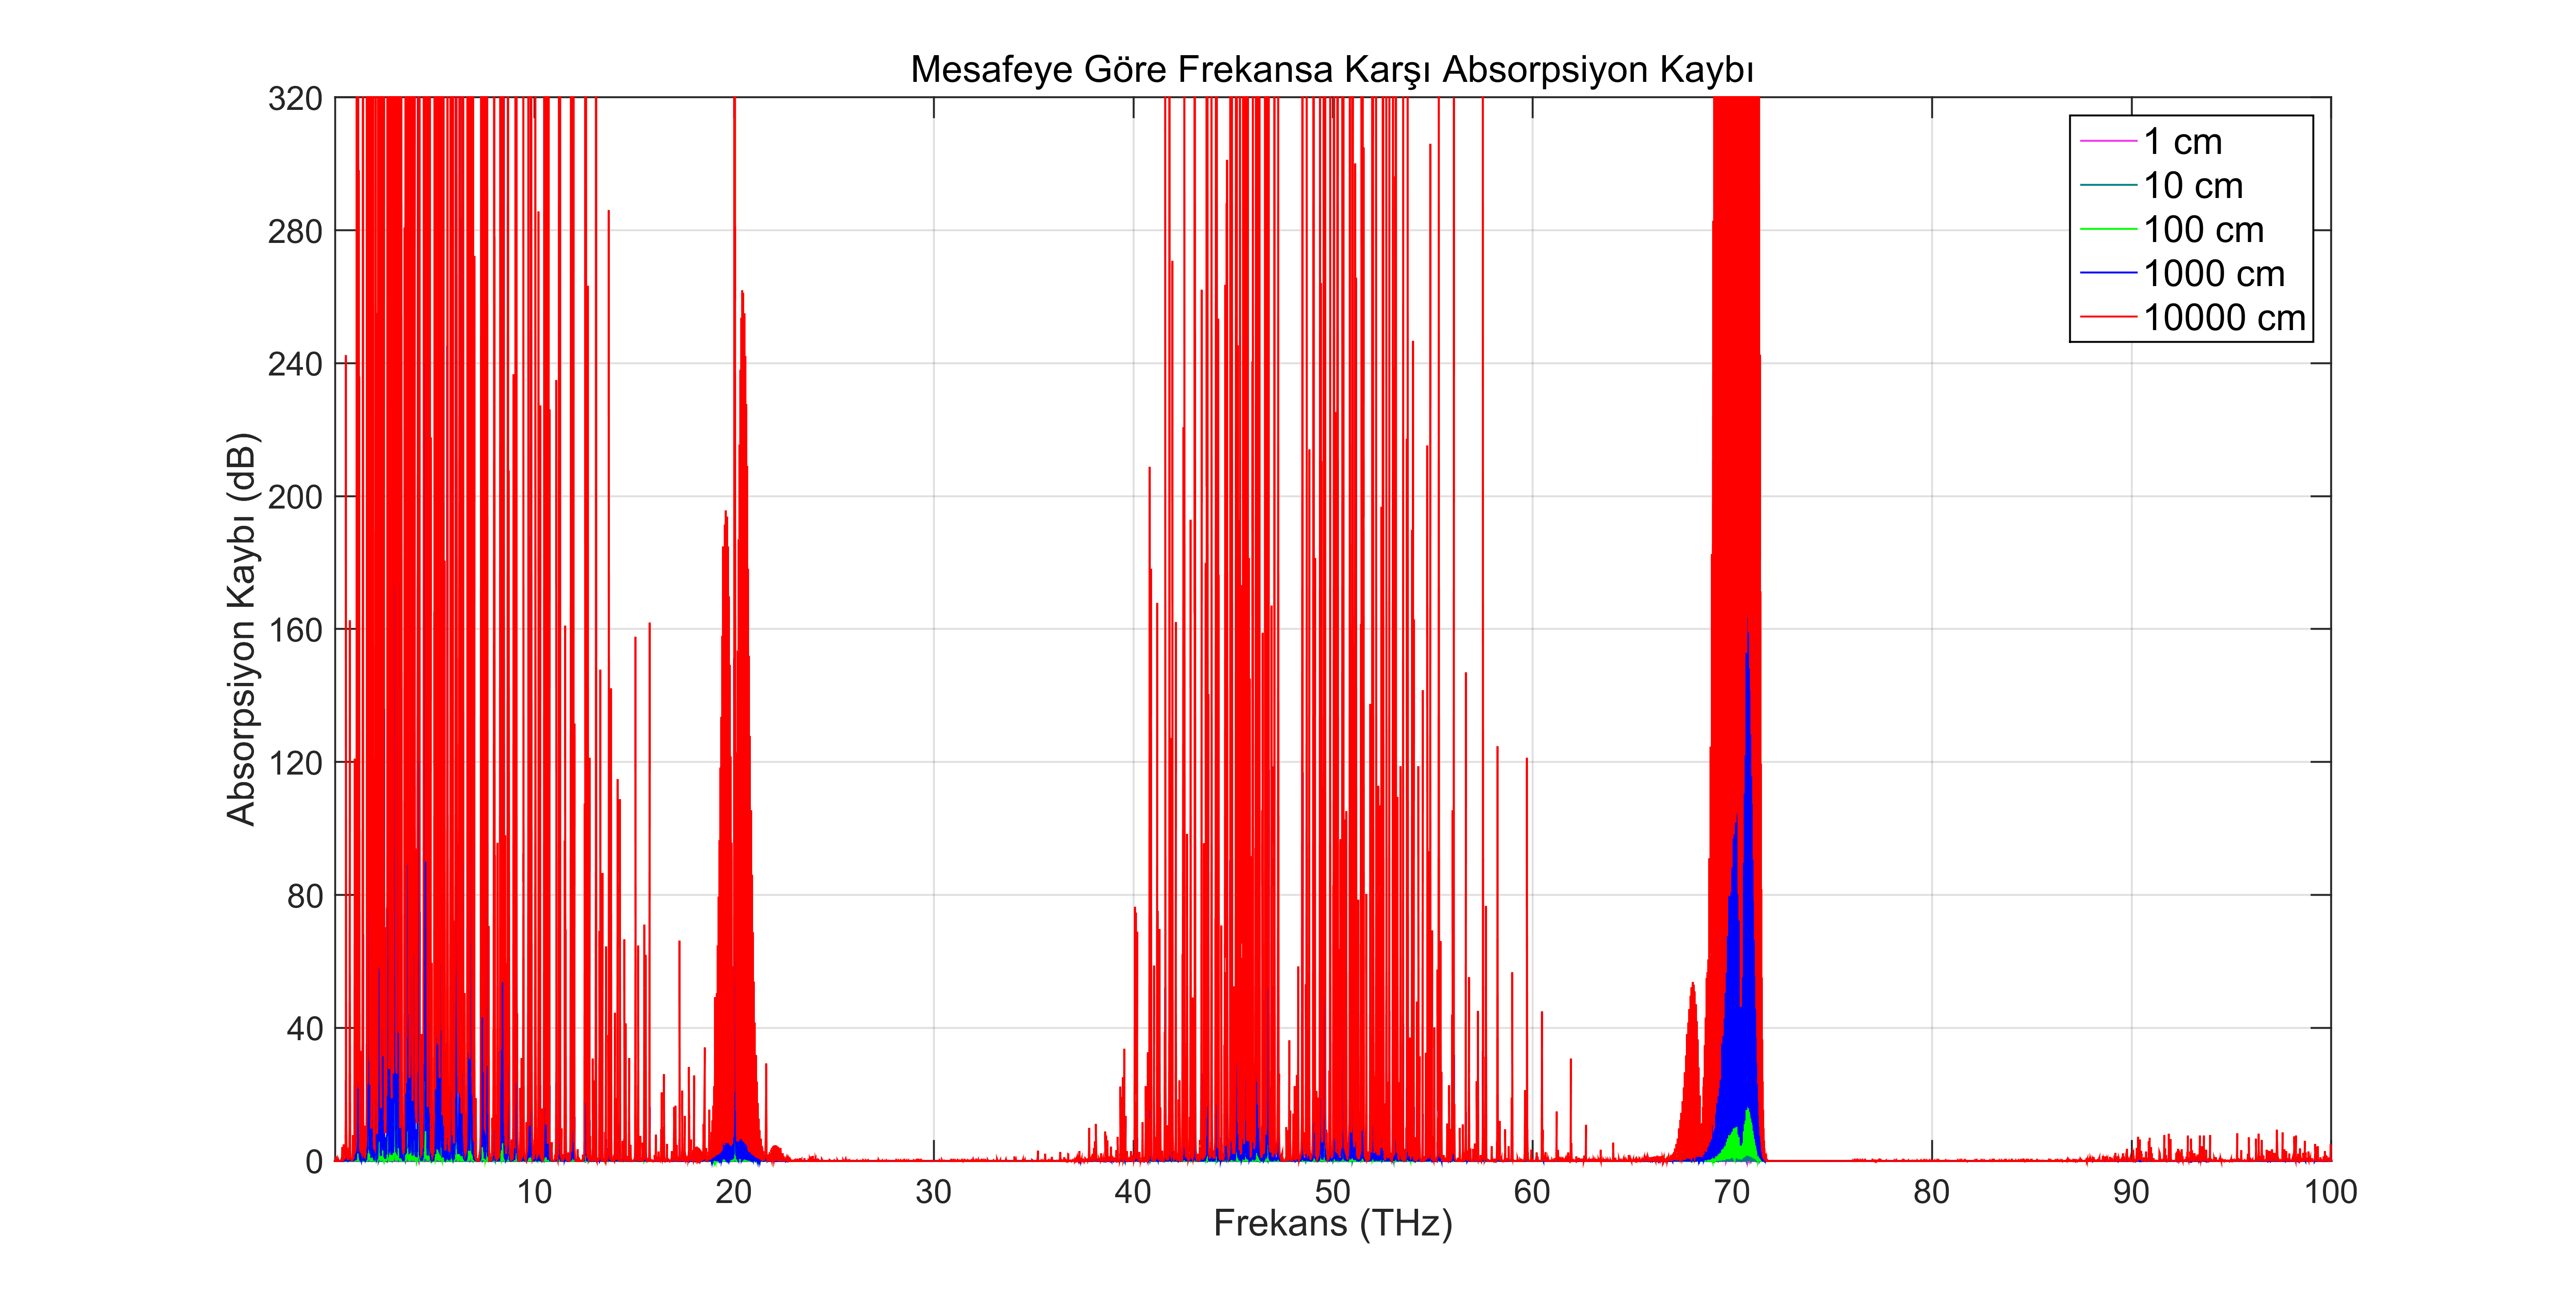 Mesafeye Göre Frekansa Karşı Absorpsiyon Kaybı
320
280
240
200
160
120
80
40
0
Absorpsiyon Kaybı (dB)
1 cm
10 cm
100 cm
1000 cm
10000 cm
10 20 30 40 50 60 70 80 90 100
Frekans (THz)